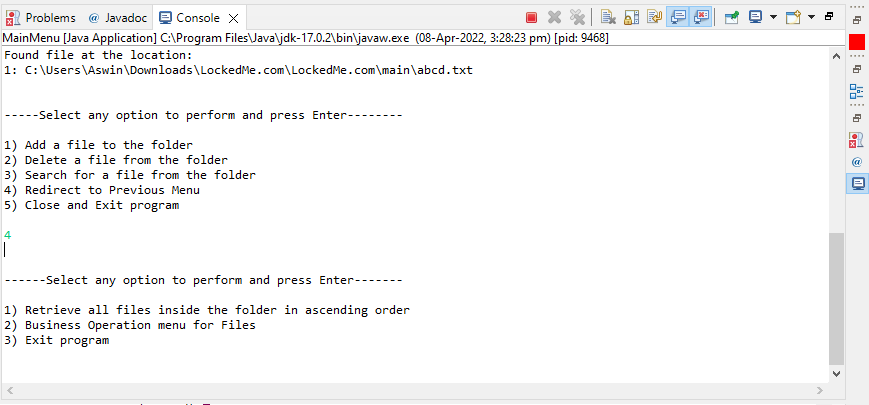 Problems @ Javadoc Console
MainMenu [Java Application] C:\Program Files\Java\jdk-17.0.2\bin\javaw.exe (08-Apr-2022, 3:28:23 pm) [pid: 9468]
Found file at the location:
1: C:\Users\Aswin\Downloads\LockedMe.com\LockedMe.com\main\abcd.txt
-----Select any option to perform and press Enter--------
1) Add a file to the folder
2) Delete a file from the folder
3) Search for a file from the folder
4) Redirect to Previous Menu
5) Close and Exit program
4
------Select any option to perform and press Enter-------
1) Retrieve all files inside the folder in ascending order
2) Business Operation menu for Files
3) Exit program